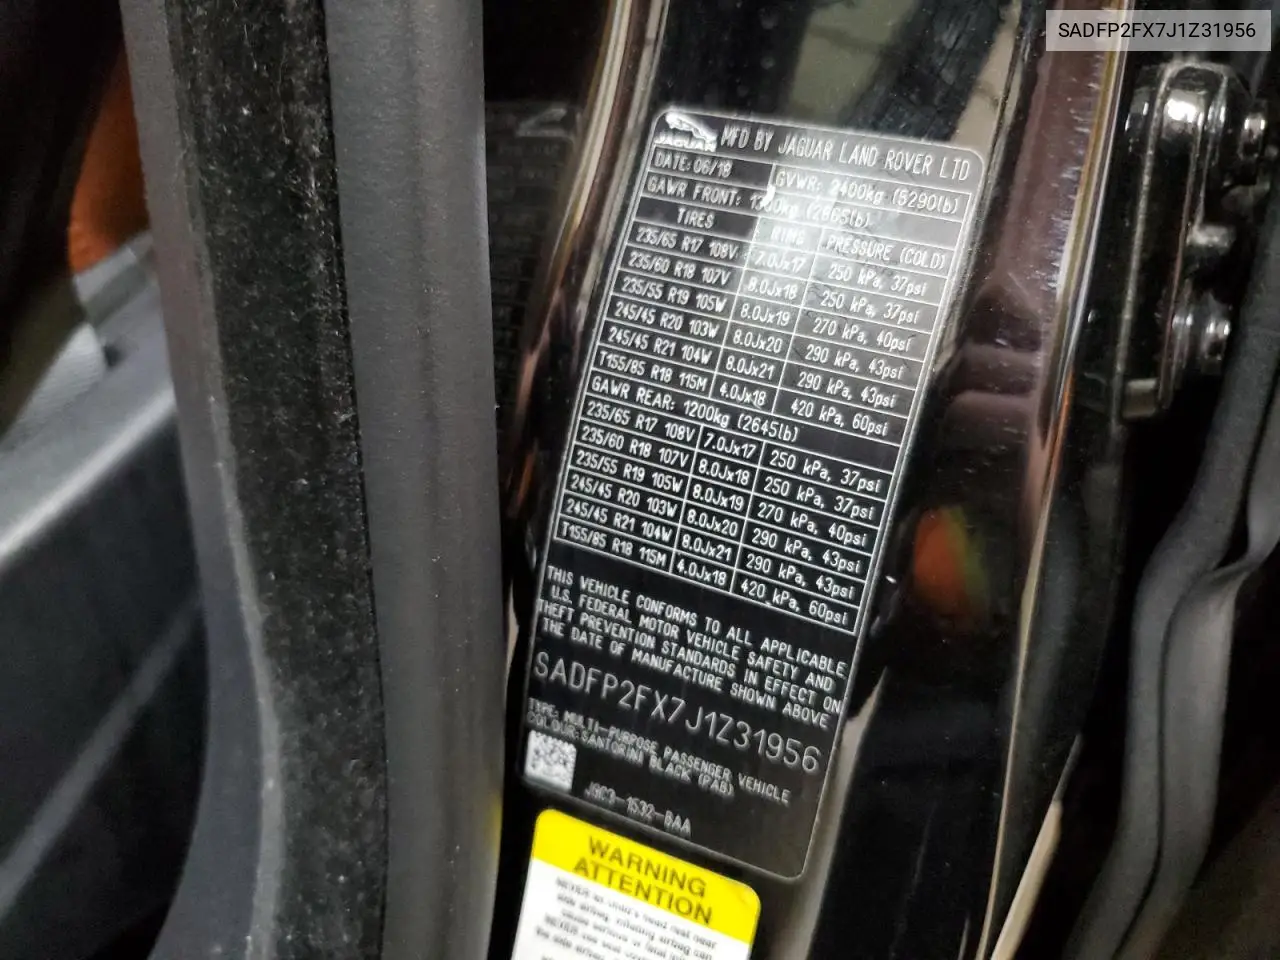 SADFP2FX7J1Z31956
JAGUAR MFD BY JAGUAR LAND ROVER LTD
DATE: 06/18 GVWR: 2400kg (5290lb)
GAWR FRONT: 1300kg (2865lb)
TIRES RIMS PRESSURE (COLD)
235/65 R17 108V 7.0Jx17 250 kPa, 37psi
235/60 R18 107V 8.0Jx18 250 kPa, 37psi
235/55 R19 105W 8.0Jx19 270 kPa, 40psi
245/45 R20 103W 8.0Jx20 290 kPa, 43psi
245/45 R21 104W 8.0Jx21 290 kPa, 43psi
T155/85 R18 115M 4.0Jx18 420 kPa, 60psi
GAWR REAR: 1200kg (2645lb)
235/65 R17 108V 7.0Jx17 250 kPa, 37psi
235/60 R18 107V 8.0Jx18 250 kPa, 37psi
235/55 R19 105W 8.0Jx19 270 kPa, 40psi
245/45 R20 103W 8.0Jx20 290 kPa, 43psi
245/45 R21 104W 8.0Jx21 290 kPa, 43psi
T155/85 R18 115M 4.0Jx18 420 kPa, 60psi
THIS VEHICLE CONFORMS TO ALL APPLICABLE
U.S. FEDERAL MOTOR VEHICLE SAFETY AND
THEFT PREVENTION STANDARDS IN EFFECT ON
THE DATE OF MANUFACTURE SHOWN ABOVE
SADFP2FX7J1Z31956
TYPE: MULTI-PURPOSE PASSENGER VEHICLE
COLOUR: SANTORINI BLACK (PAB)
WARNING
ATTENTION